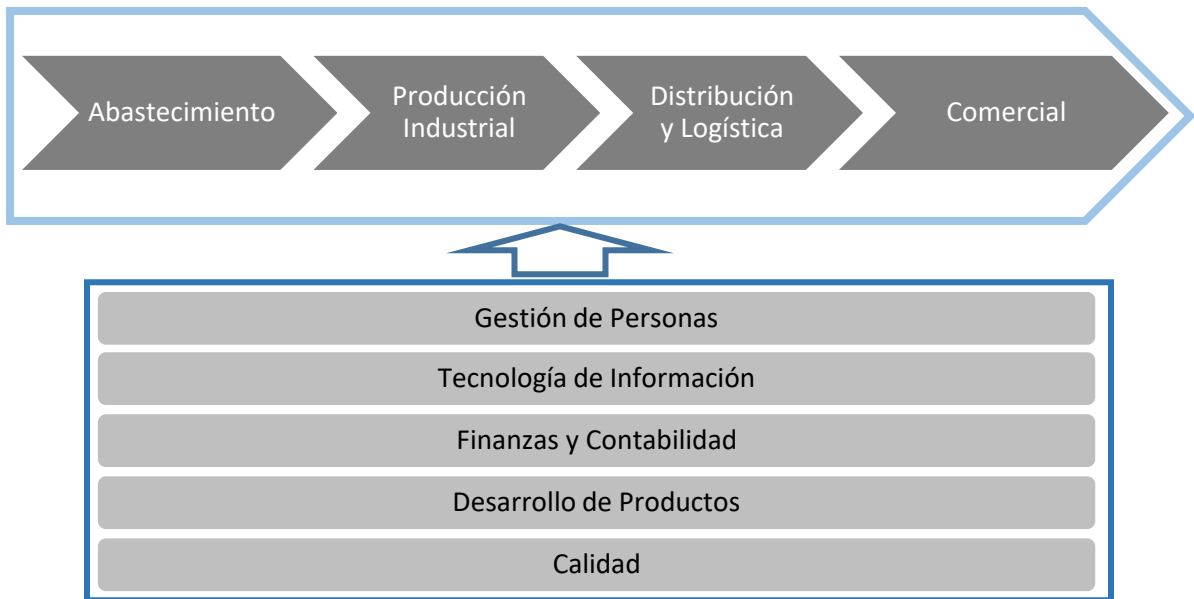 Abastecimiento
Producción
Industrial
Distribución
y Logística
Comercial
Gestión de Personas
Tecnología de Información
Finanzas y Contabilidad
Desarrollo de Productos
Calidad